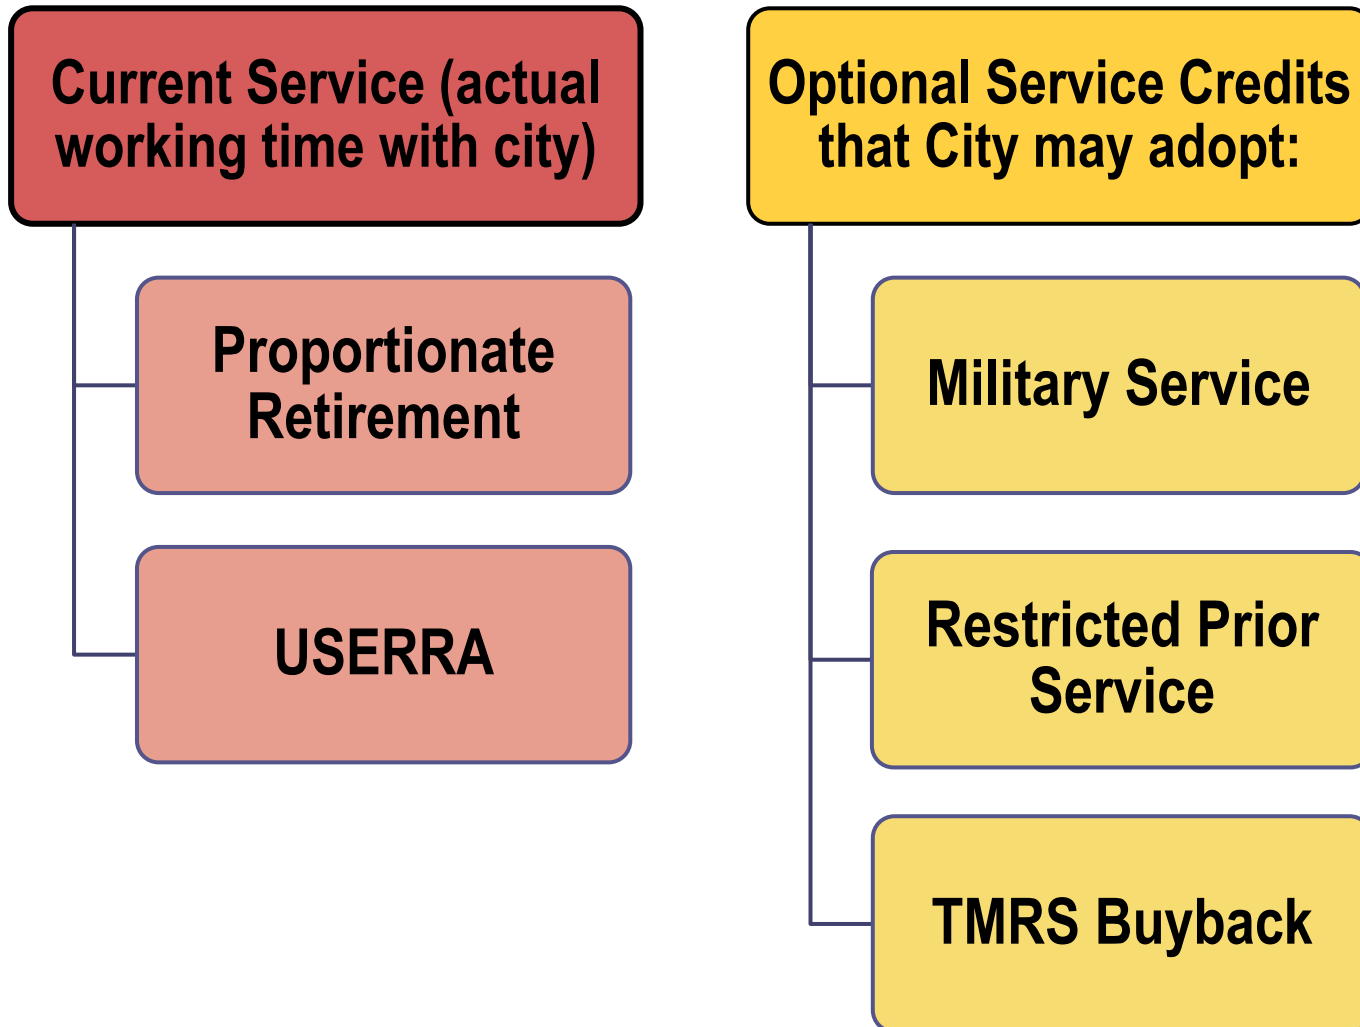 Current Service (actual
working time with city)
Proportionate
Retirement
USERRA
Optional Service Credits
that City may adopt:
Military Service
Restricted Prior
Service
TMRS Buyback